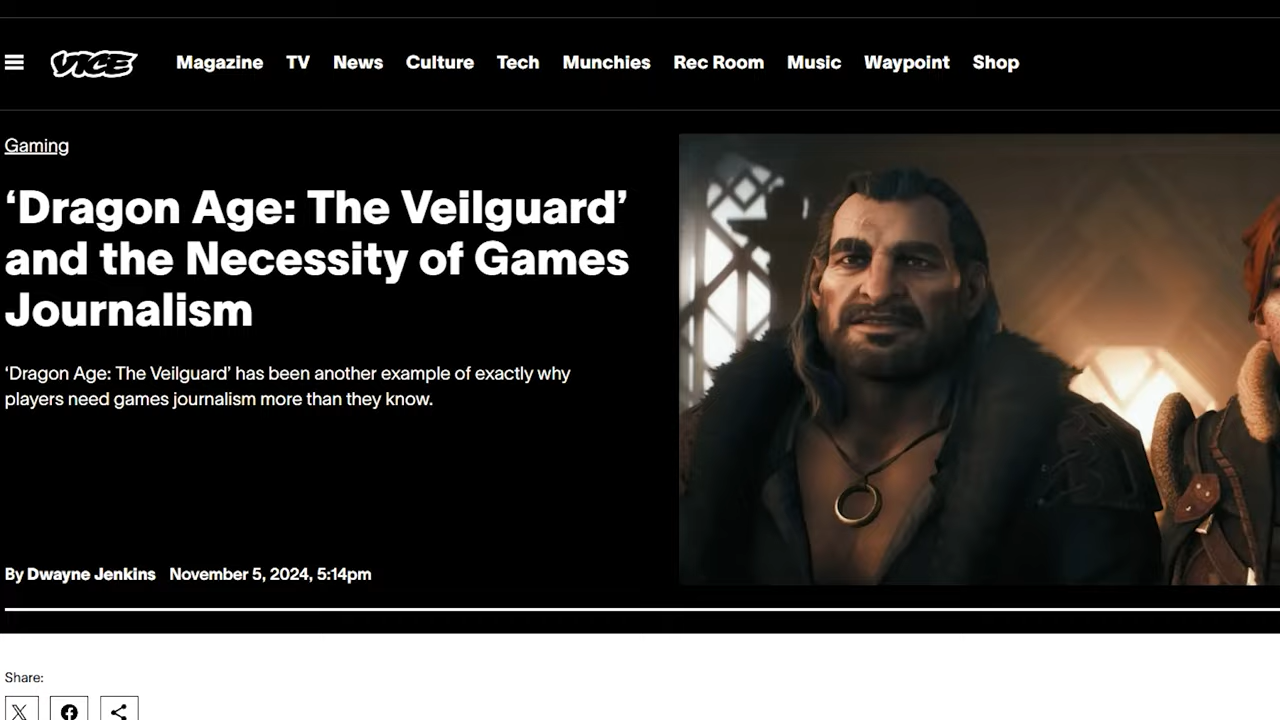 VICE
Magazine TV News Culture Tech Munchies Rec Room Music Waypoint Shop
Gaming
‘Dragon Age: The Veilguard’
and the Necessity of Games
Journalism
‘Dragon Age: The Veilguard’ has been another example of exactly why
players need games journalism more than they know.
By Dwayne Jenkins November 5, 2024, 5:14pm
Share: